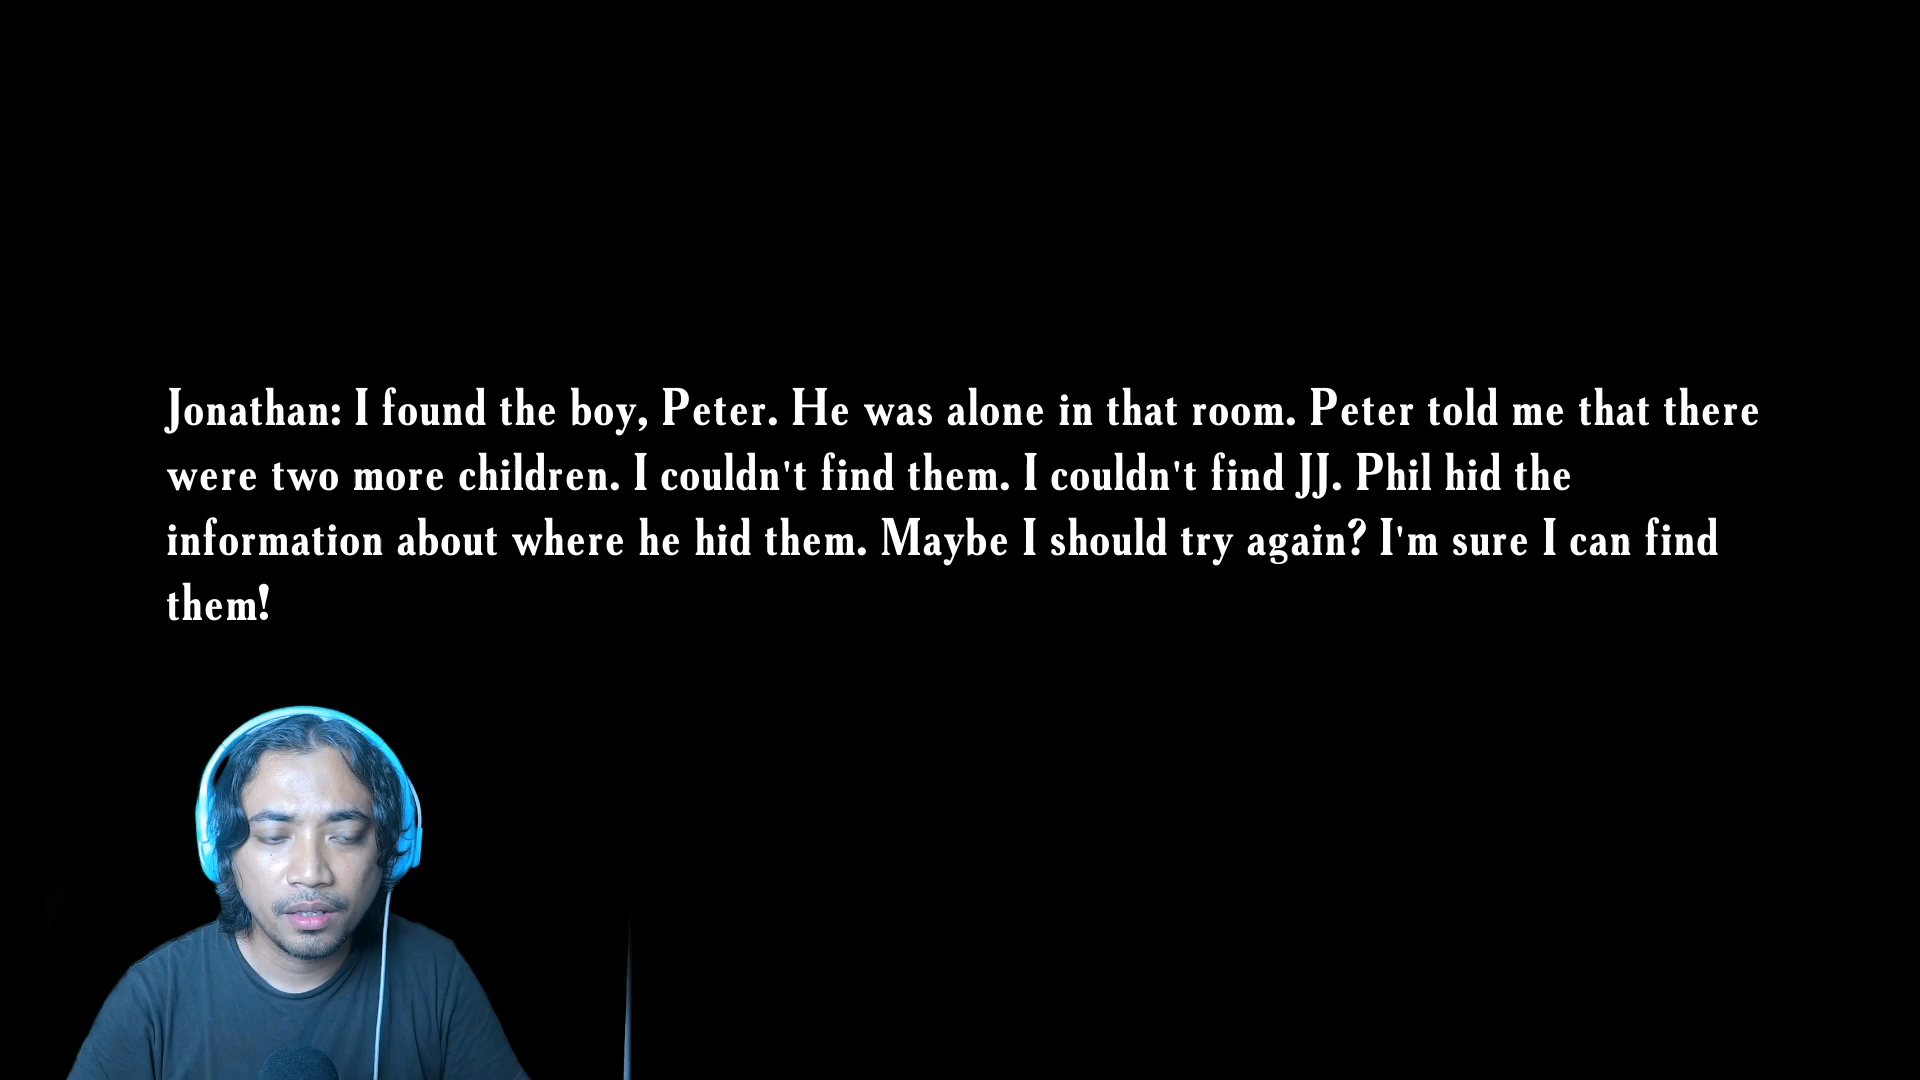 Jonathan: I found the boy, Peter. He was alone in that room. Peter told me that there
were two more children. I couldn't find them. I couldn't find JJ. Phil hid the
information about where he hid them. Maybe I should try again? I'm sure I can find
them!